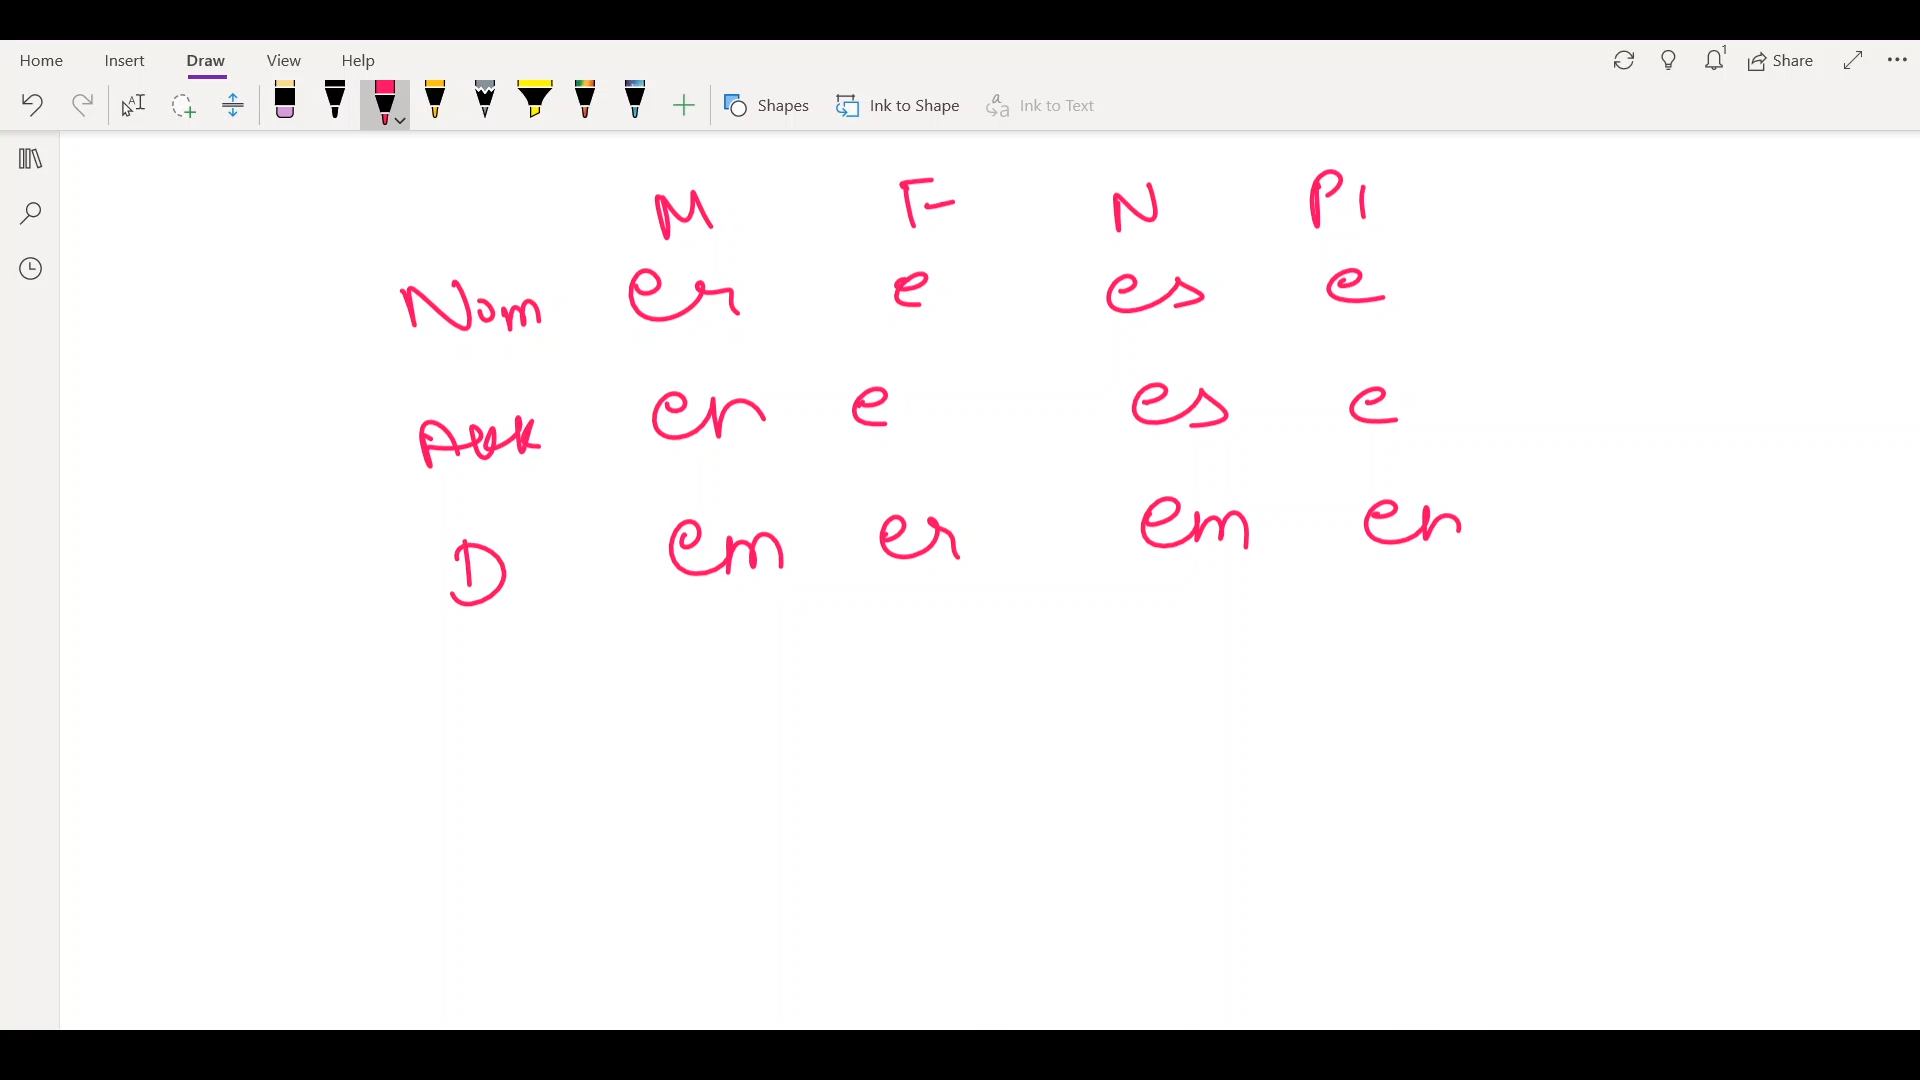 Home Insert Draw View Help 1 Share
Shapes Ink to Shape Ink to Text
M F N Pl
Nom er e es e
Akk en e es e
D em er em en